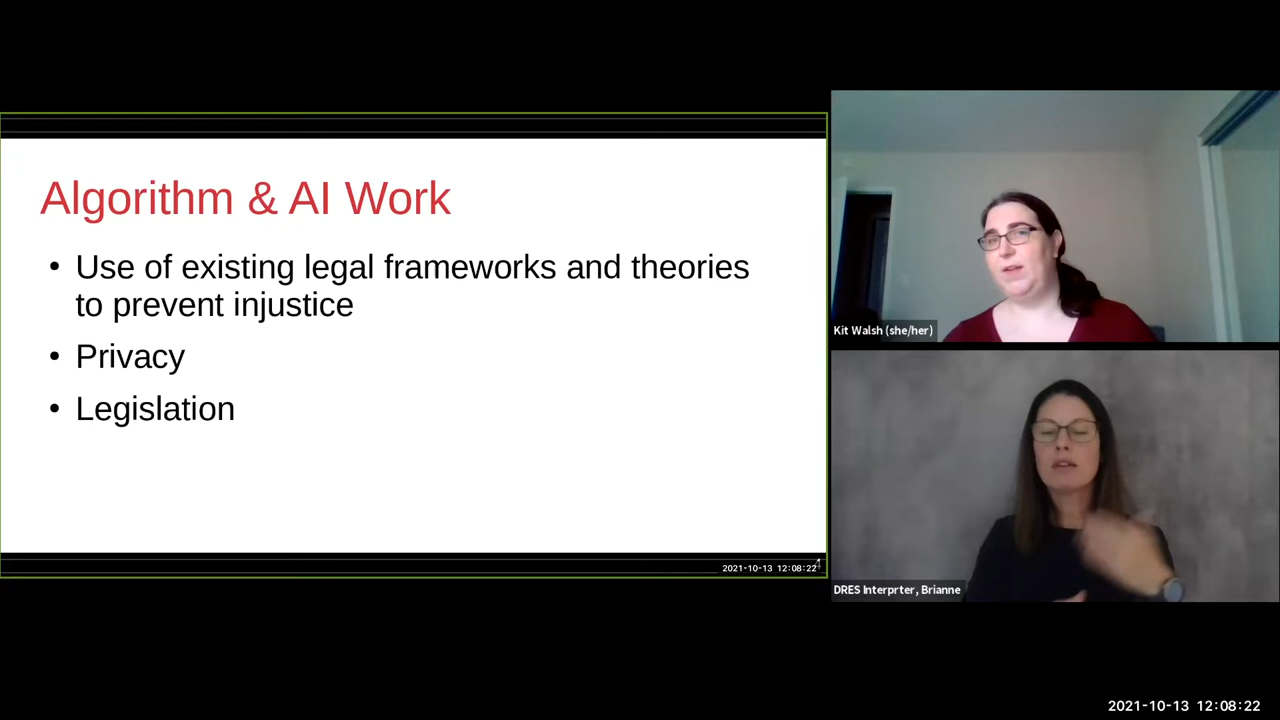 Algorithm & AI Work
• Use of existing legal frameworks and theories
to prevent injustice
• Privacy
• Legislation
2021-10-13 12:08:22
4
Kit Walsh (she/her)
DRES Interprter, Brianne
2021-10-13 12:08:22